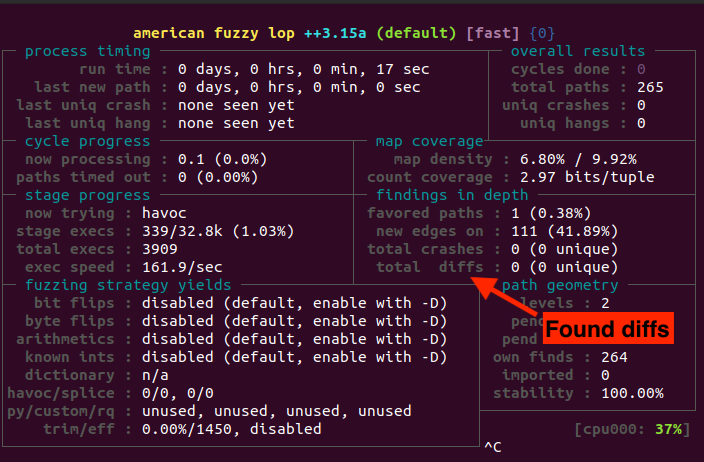 american fuzzy lop ++3.15a (default) [fast] {0}
process timing overall results
run time : 0 days, 0 hrs, 0 min, 17 sec cycles done : 0
last new path : 0 days, 0 hrs, 0 min, 0 sec total paths : 265
last uniq crash : none seen yet uniq crashes : 0
last uniq hang : none seen yet uniq hangs : 0
cycle progress map coverage
now processing : 0.1 (0.0%) map density : 6.80% / 9.92%
paths timed out : 0 (0.00%) count coverage : 2.97 bits/tuple
stage progress findings in depth
now trying : havoc favored paths : 1 (0.38%)
stage execs : 339/32.8k (1.03%) new edges on : 111 (41.89%)
total execs : 3909 total crashes : 0 (0 unique)
exec speed : 161.9/sec total diffs : 0 (0 unique)
fuzzing strategy yields path geometry
bit flips : disabled (default, enable with -D) levels : 2
byte flips : disabled (default, enable with -D) pend
Found diffs
arithmetics : disabled (default, enable with -D) pend
known ints : disabled (default, enable with -D) own finds : 264
dictionary : n/a imported : 0
havoc/splice : 0/0, 0/0 stability : 100.00%
py/custom/rq : unused, unused, unused, unused
trim/eff : 0.00%/1450, disabled [cpu000: 37%]
^C